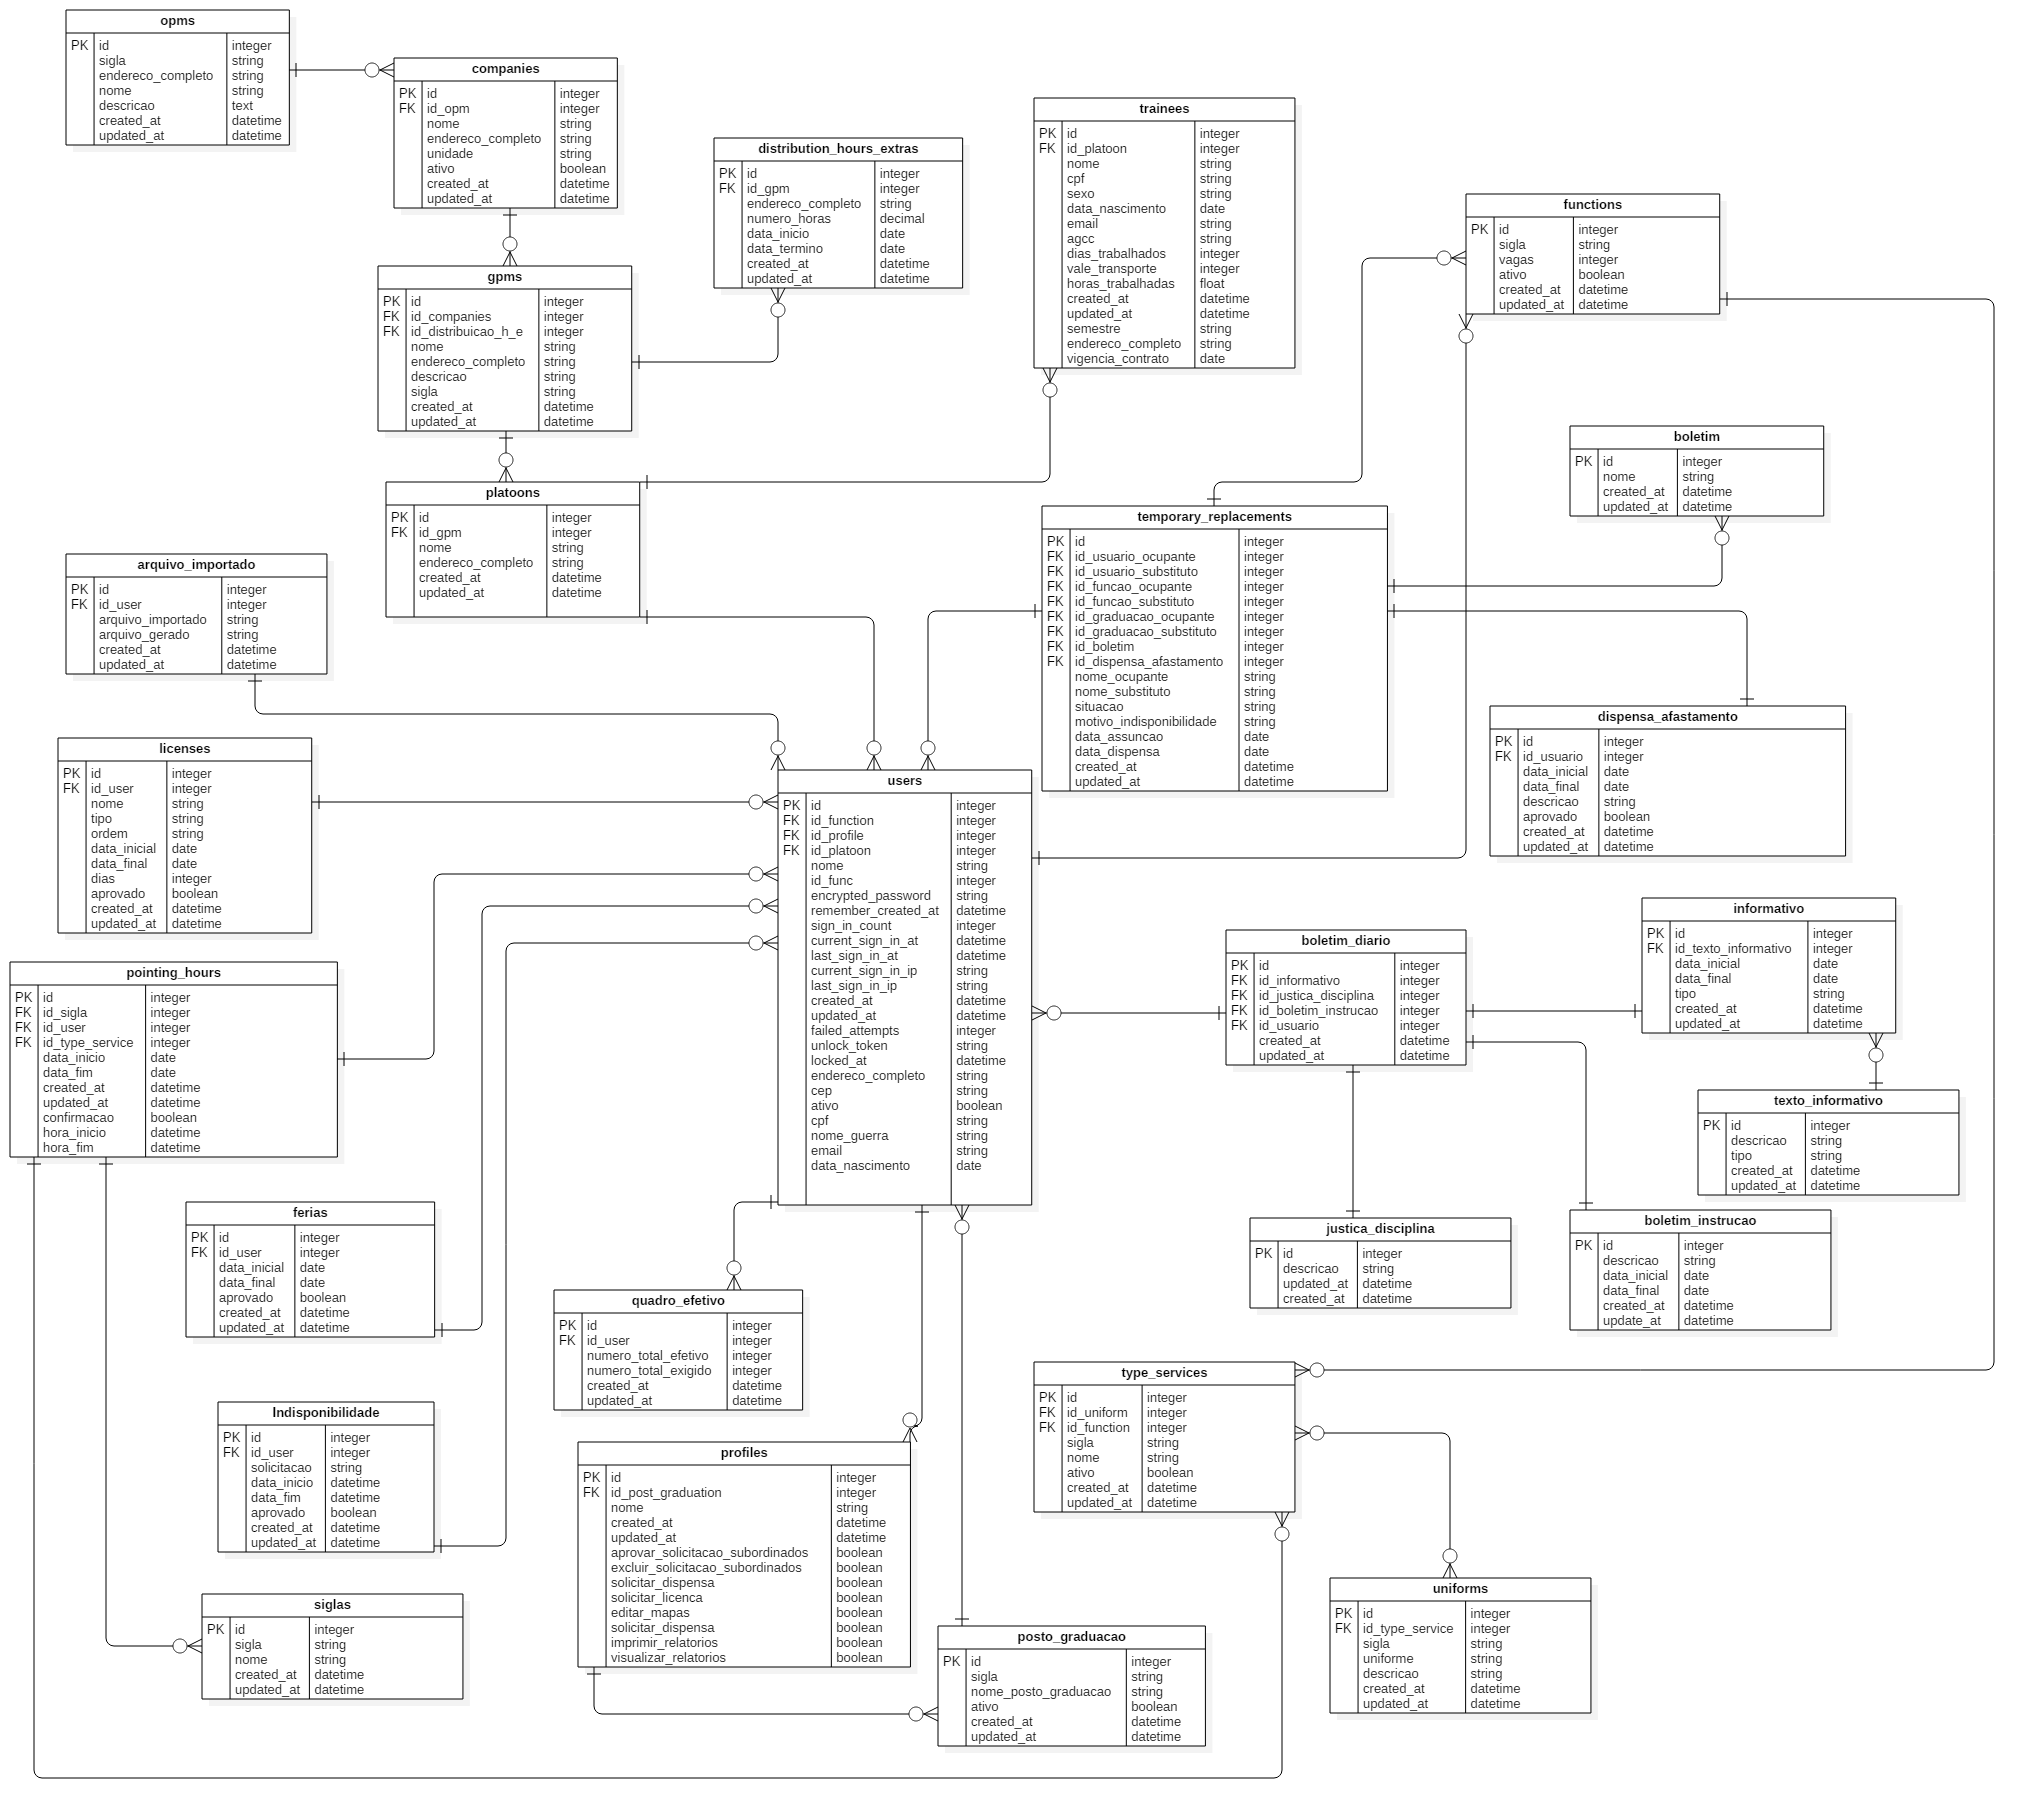 opms
PK id integer
sigla string
endereco_completo string
nome string
descricao text
created_at datetime
updated_at datetime
companies
PK id integer
FK id_opm integer
nome string
endereco_completo string
unidade string
ativo boolean
created_at datetime
updated_at datetime
distribution_hours_extras
PK id integer
FK id_gpm integer
endereco_completo string
numero_horas decimal
data_inicio date
data_termino date
created_at datetime
updated_at datetime
trainees
PK id integer
FK id_platoon integer
nome string
cpf string
sexo string
data_nascimento date
email string
agcc string
dias_trabalhados integer
vale_transporte integer
horas_trabalhadas float
created_at datetime
updated_at datetime
semestre string
endereco_completo string
vigencia_contrato date
functions
PK id integer
sigla string
vagas integer
ativo boolean
created_at datetime
updated_at datetime
gpms
PK id integer
FK id_companies integer
FK id_distribuicao_h_e integer
nome string
endereco_completo string
descricao string
sigla string
created_at datetime
updated_at datetime
boletim
PK id integer
nome string
created_at datetime
updated_at datetime
platoons
PK id integer
FK id_gpm integer
nome string
endereco_completo string
created_at datetime
updated_at datetime
temporary_replacements
PK id integer
FK id_usuario_ocupante integer
FK id_usuario_substituto integer
FK id_funcao_ocupante integer
FK id_funcao_substituto integer
FK id_graduacao_ocupante integer
FK id_graduacao_substituto integer
FK id_boletim integer
FK id_dispensa_afastamento integer
nome_ocupante string
nome_substituto string
situacao string
motivo_indisponibilidade string
data_assuncao date
data_dispensa date
created_at datetime
updated_at datetime
arquivo_importado
PK id integer
FK id_user integer
arquivo_importado string
arquivo_gerado string
created_at datetime
updated_at datetime
dispensa_afastamento
PK id integer
FK id_usuario integer
data_inicial date
data_final date
descricao string
aprovado boolean
created_at datetime
updated_at datetime
licenses
PK id integer
FK id_user integer
nome string
tipo string
ordem string
data_inicial date
data_final date
dias integer
aprovado boolean
created_at datetime
updated_at datetime
users
PK id integer
FK id_function integer
FK id_profile integer
FK id_platoon integer
nome string
id_func integer
encrypted_password string
remember_created_at datetime
sign_in_count integer
current_sign_in_at datetime
last_sign_in_at datetime
current_sign_in_ip string
last_sign_in_ip string
created_at datetime
updated_at datetime
failed_attempts integer
unlock_token string
locked_at datetime
endereco_completo string
cep string
ativo boolean
cpf string
nome_guerra string
email string
data_nascimento date
informativo
PK id integer
FK id_texto_informativo integer
data_inicial date
data_final date
tipo string
created_at datetime
updated_at datetime
boletim_diario
PK id integer
FK id_informativo integer
FK id_justica_disciplina integer
FK id_boletim_instrucao integer
FK id_usuario integer
created_at datetime
updated_at datetime
pointing_hours
PK id integer
FK id_sigla integer
FK id_user integer
FK id_type_service integer
data_inicio date
data_fim date
created_at datetime
updated_at datetime
confirmacao boolean
hora_inicio datetime
hora_fim datetime
texto_informativo
PK id integer
descricao string
tipo string
created_at datetime
updated_at datetime
ferias
PK id integer
FK id_user integer
data_inicial date
data_final date
aprovado boolean
created_at datetime
updated_at datetime
justica_disciplina
PK id integer
descricao string
updated_at datetime
created_at datetime
boletim_instrucao
PK id integer
descricao string
data_inicial date
data_final date
created_at datetime
update_at datetime
quadro_efetivo
PK id integer
FK id_user integer
numero_total_efetivo integer
numero_total_exigido integer
created_at datetime
updated_at datetime
type_services
PK id integer
FK id_uniform integer
FK id_function integer
sigla string
nome string
ativo boolean
created_at datetime
updated_at datetime
Indisponibilidade
PK id integer
FK id_user integer
solicitacao string
data_inicio datetime
data_fim datetime
aprovado boolean
created_at datetime
updated_at datetime
profiles
PK id integer
FK id_post_graduation integer
nome string
created_at datetime
updated_at datetime
aprovar_solicitacao_subordinados boolean
excluir_solicitacao_subordinados boolean
solicitar_dispensa boolean
solicitar_licenca boolean
editar_mapas boolean
solicitar_dispensa boolean
imprimir_relatorios boolean
visualizar_relatorios boolean
uniforms
PK id integer
FK id_type_service integer
sigla string
uniforme string
descricao string
created_at datetime
updated_at datetime
siglas
PK id integer
sigla string
nome string
created_at datetime
updated_at datetime
posto_graduacao
PK id integer
sigla string
nome_posto_graduacao string
ativo boolean
created_at datetime
updated_at datetime